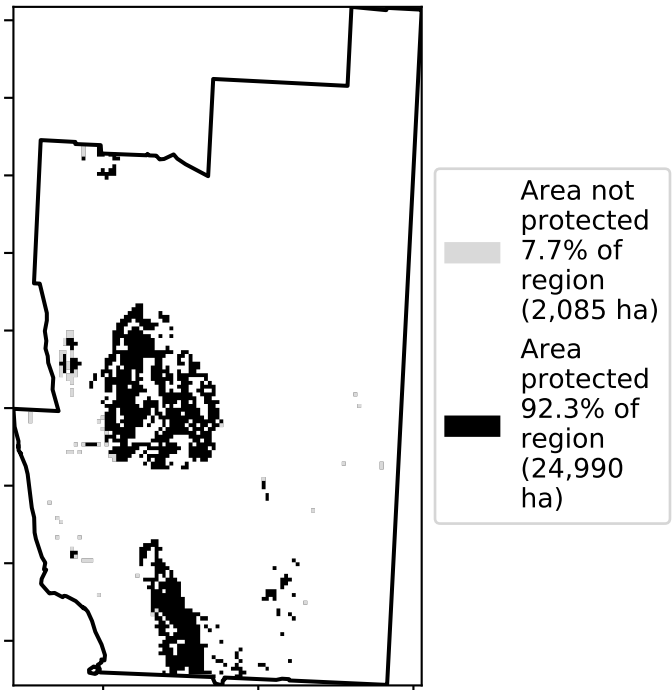 Area not
protected
7.7% of
region
(2,085 ha)
Area
protected
92.3% of
region
(24,990
ha)